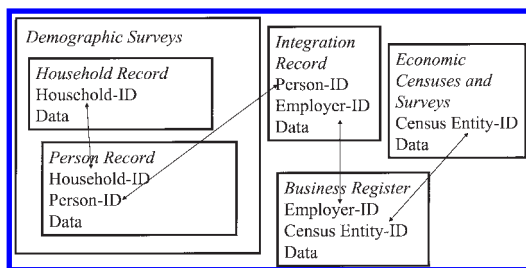 Demographic Surveys
Household Record
Household-ID
Data
Person Record
Household-ID
Person-ID
Data
Integration
Record
Person-ID
Employer-ID
Data
Economic
Censuses and
Surveys
Census Entity-ID
Data
Business Register
Employer-ID
Census Entity-ID
Data